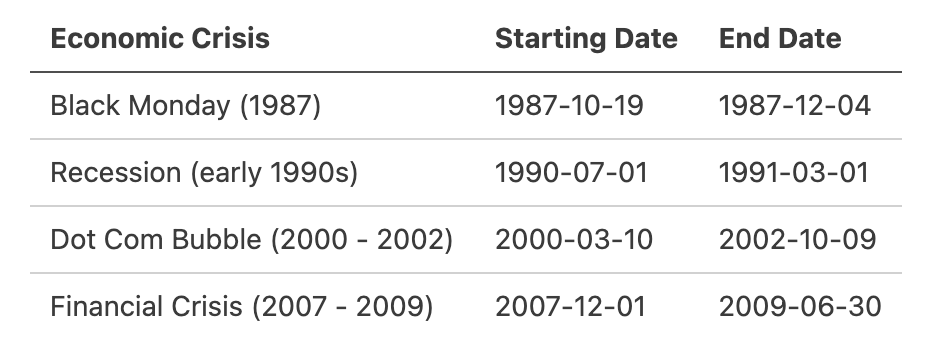 Economic Crisis Starting Date End Date
Black Monday (1987) 1987-10-19 1987-12-04
Recession (early 1990s) 1990-07-01 1991-03-01
Dot Com Bubble (2000 - 2002) 2000-03-10 2002-10-09
Financial Crisis (2007 - 2009) 2007-12-01 2009-06-30